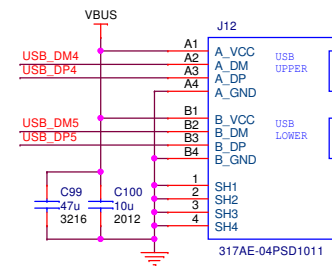 VBUS
J12
USB_DM4
USB_DP4
A1 A_VCC
A2 A_DM
A3 A_DP
A4 A_GND
USB
UPPER
USB_DM5
USB_DP5
B1 B_VCC
B2 B_DM
B3 B_DP
B4 B_GND
USB
LOWER
1 SH1
2 SH2
3 SH3
4 SH4
C99
47u
3216
C100
10u
2012
317AE-04PSD1011